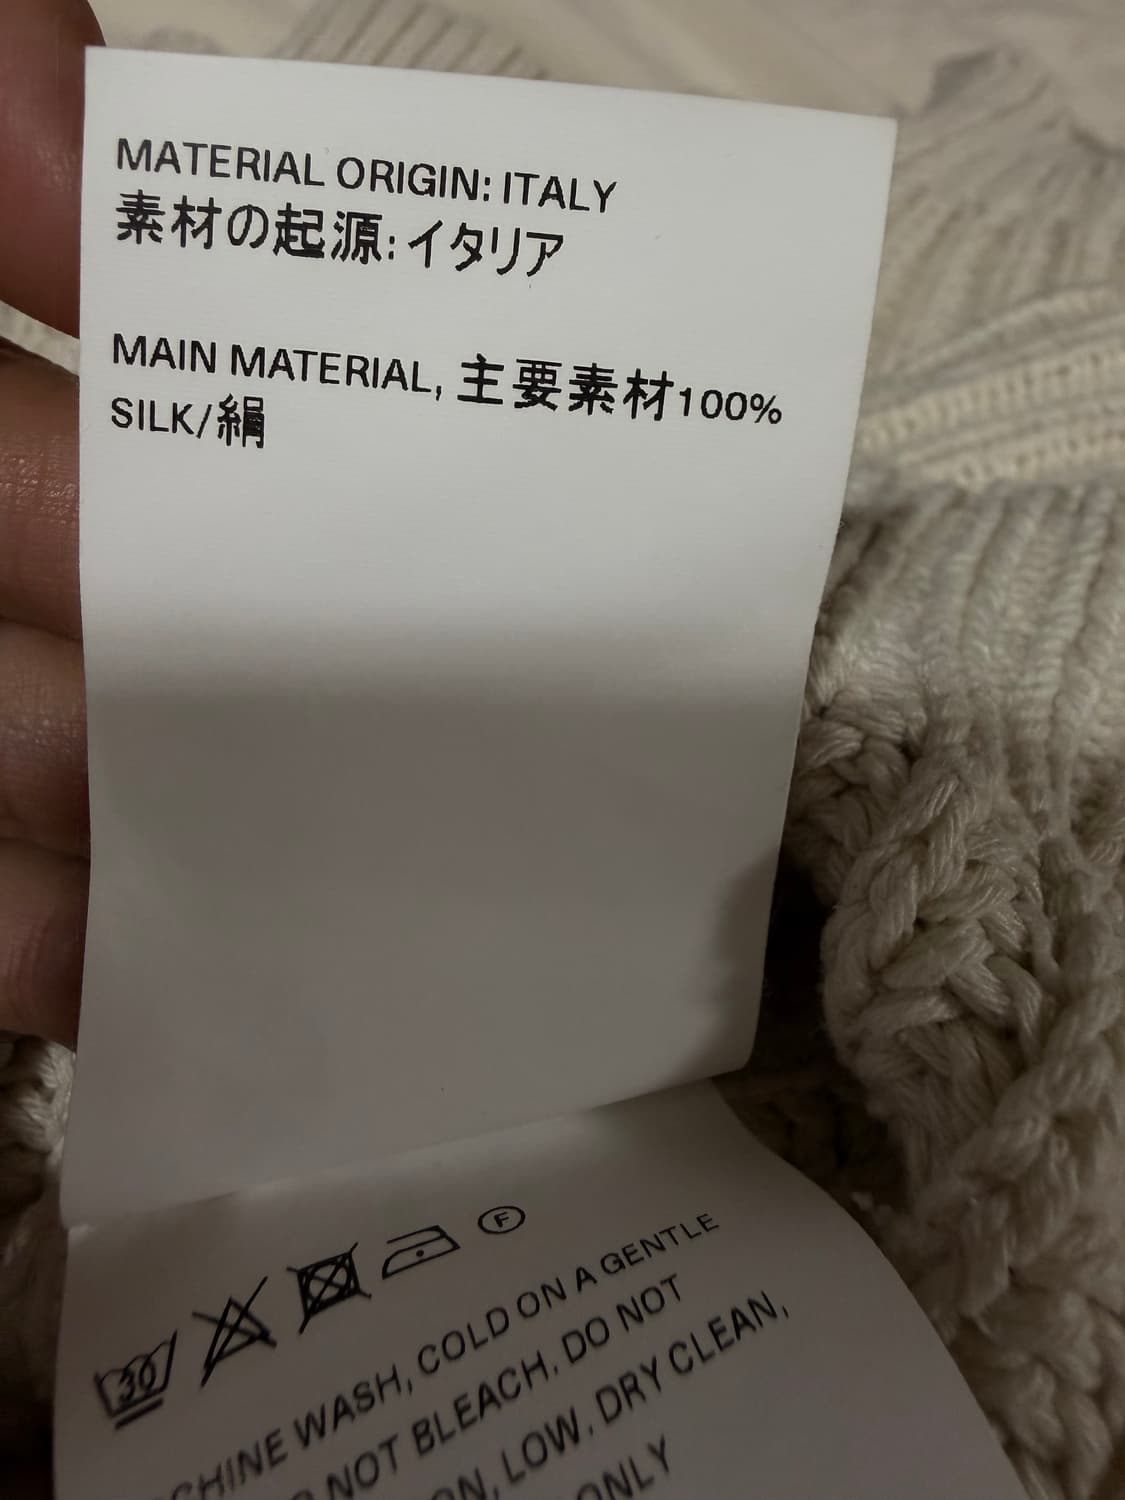 MATERIAL ORIGIN: ITALY
素材の起源: イタリア
MAIN MATERIAL, 主要素材100%
SILK/絹
30
F
WASH, COLD ON A GENTLE
NOT BLEACH. DO NOT
LOW. DRY CLEAN,
ONLY